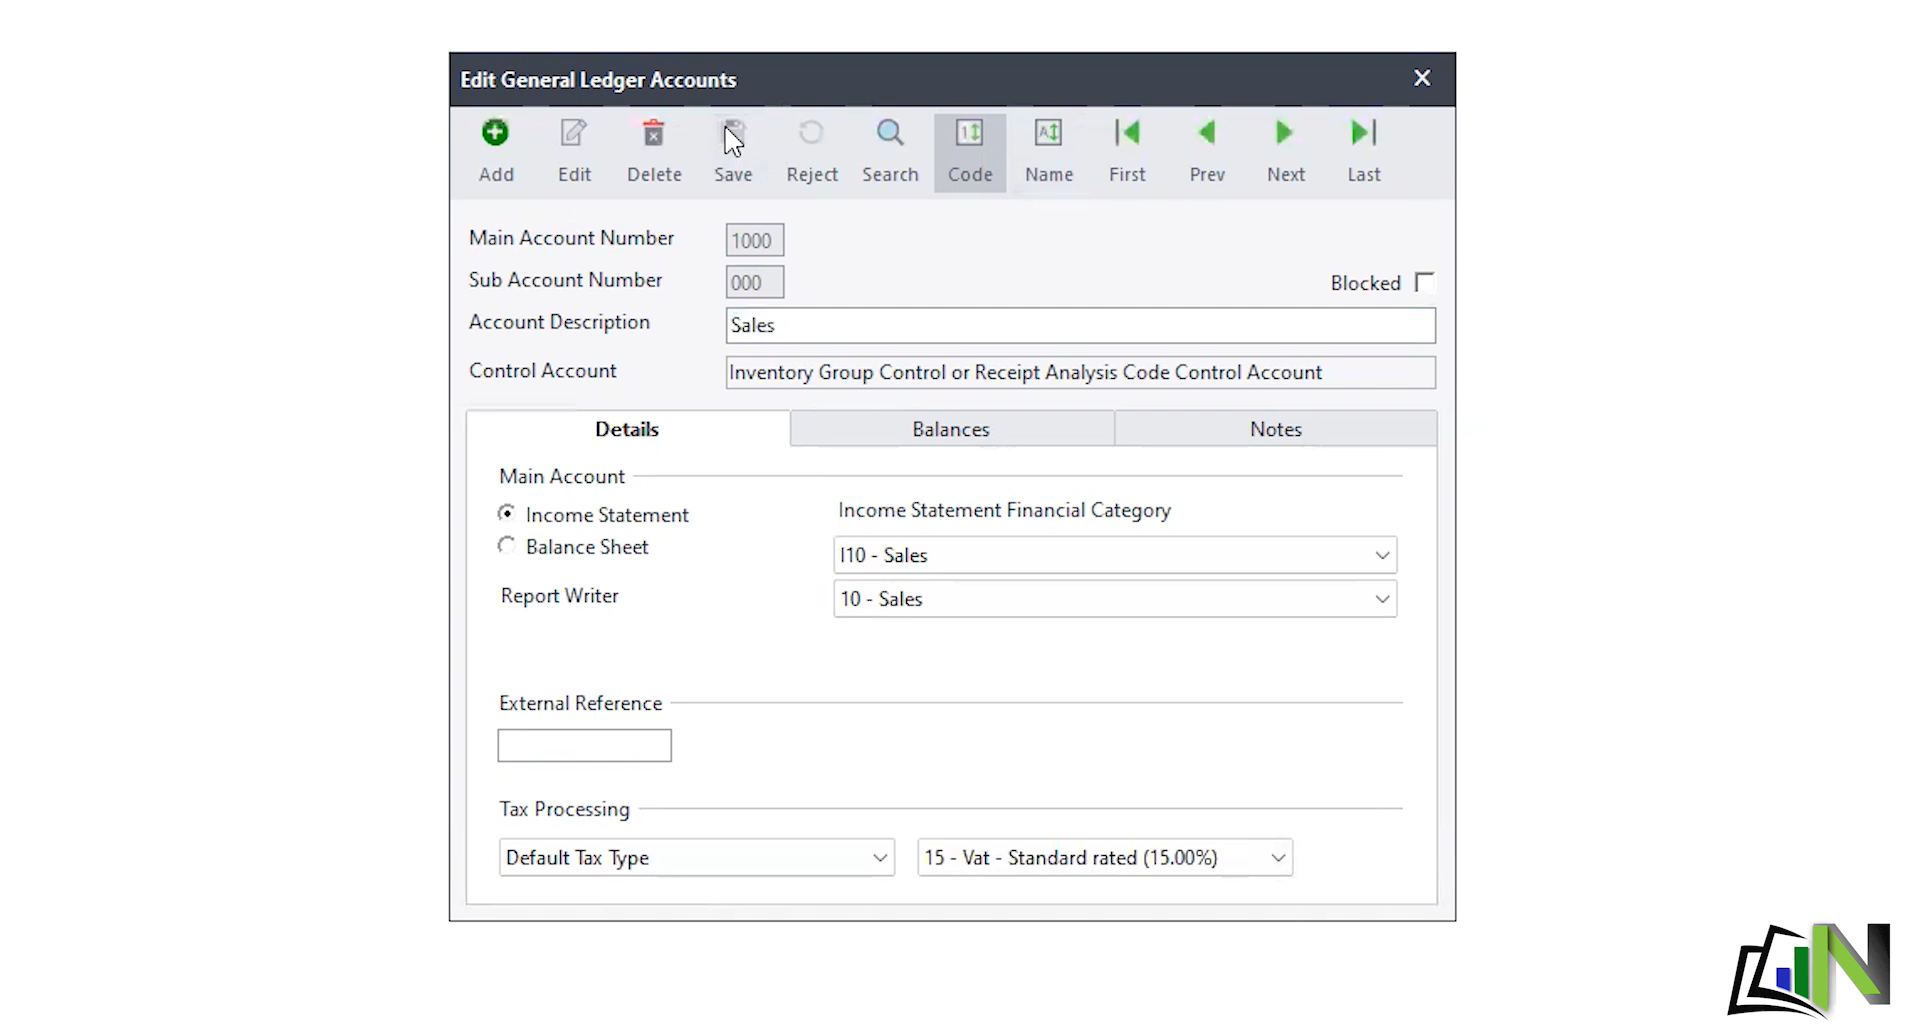 Edit General Ledger Accounts
Add Edit Delete Save Reject Search Code Name First Prev Next Last
Main Account Number 1000
Sub Account Number 000 Blocked
Account Description Sales
Control Account Inventory Group Control or Receipt Analysis Code Control Account
Details Balances Notes
Main Account
Income Statement Income Statement Financial Category
Balance Sheet I10 - Sales
Report Writer 10 - Sales
External Reference
Tax Processing
Default Tax Type 15 - Vat - Standard rated (15.00%)
N